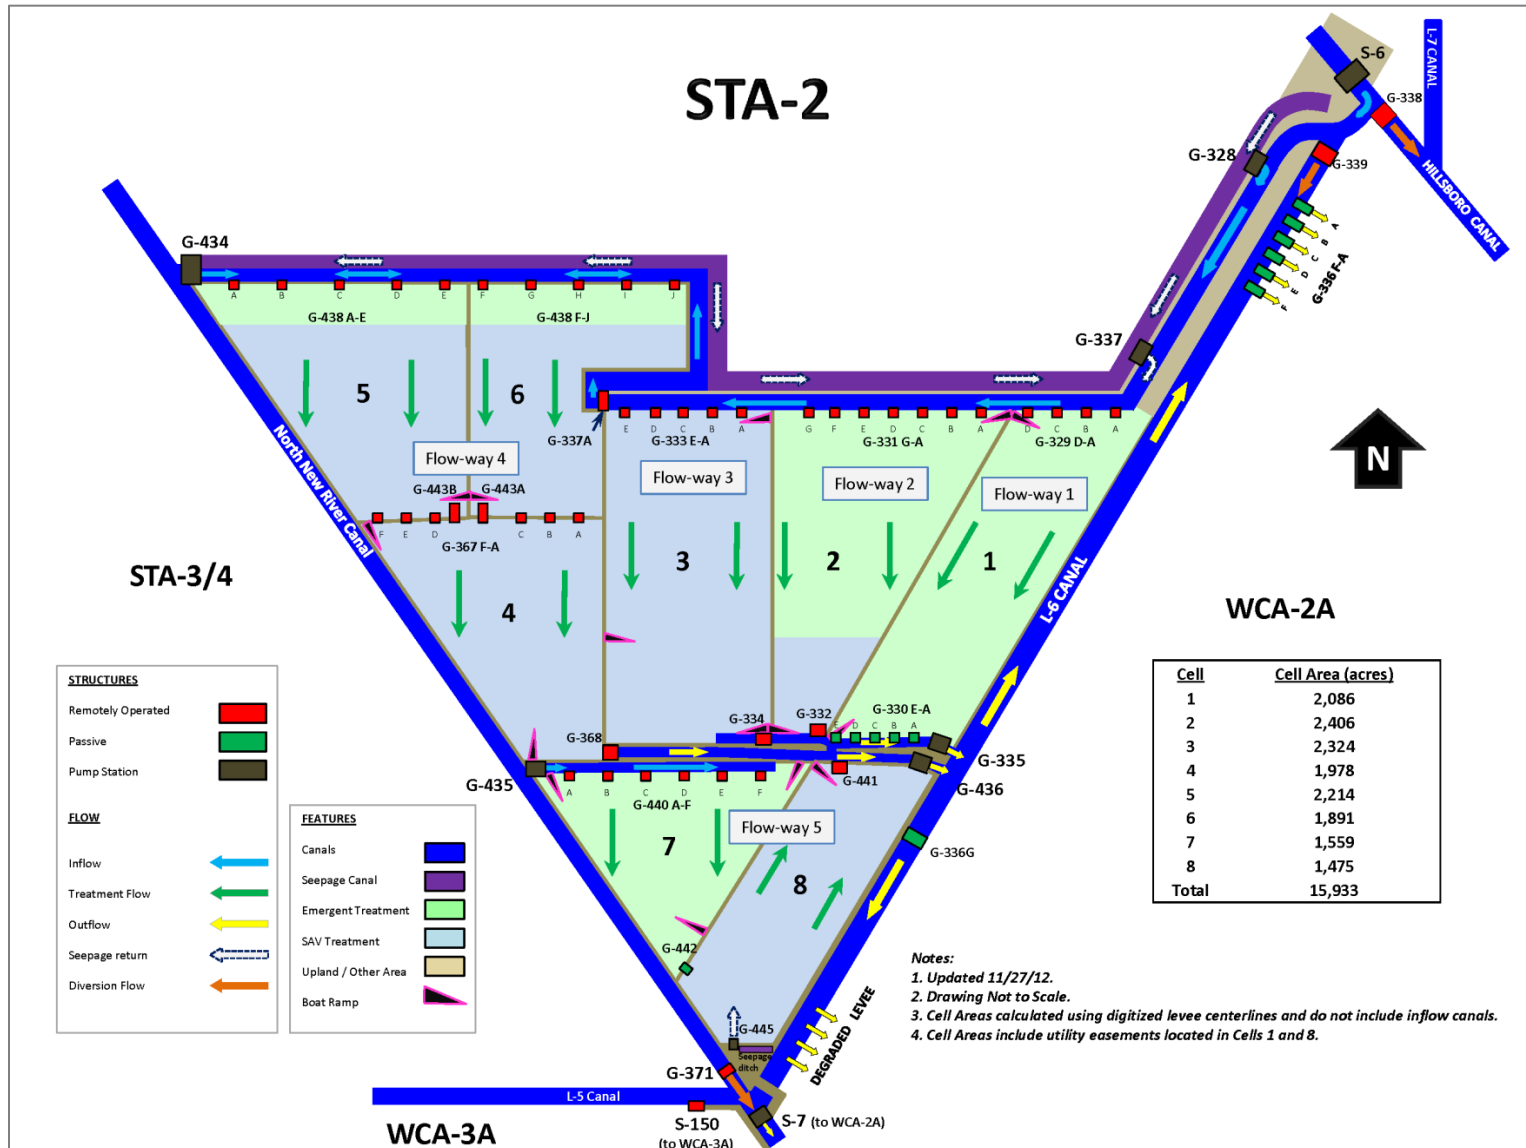 STA-2
S-6
L-7 CANAL
G-338
G-328
G-339
HILLSBORO CANAL
A
B
C
D
E
F
G-336 F-A
G-434
A B C D E F G H I J
G-438 A-E
G-438 F-J
G-337
5
6
G-337A
E D C B A
G-333 E-A
G F E D C B A
G-331 G-A
D C B A
G-329 D-A
N
North New River Canal
Flow-way 4
Flow-way 3
Flow-way 2
Flow-way 1
G-443B
G-443A
F E D C B A
G-367 F-A
3
2
1
STA-3/4
4
L-6 CANAL
WCA-2A
G-334
G-332
G-330 E-A
E D C B A
G-368
G-335
G-435
G-441
G-436
A B C D E F
G-440 A-F
Flow-way 5
7
8
G-336G
G-442
G-445
Seepage
ditch
DEGRADED LEVEE
G-371
L-5 Canal
S-150
(to WCA-3A)
S-7 (to WCA-2A)
WCA-3A
STRUCTURES
Remotely Operated
Passive
Pump Station
FLOW
Inflow
Treatment Flow
Outflow
Seepage return
Diversion Flow
FEATURES
Canals
Seepage Canal
Emergent Treatment
SAV Treatment
Upland / Other Area
Boat Ramp
Cell Cell Area (acres)
1 2,086
2 2,406
3 2,324
4 1,978
5 2,214
6 1,891
7 1,559
8 1,475
Total 15,933
Notes:
1. Updated 11/27/12.
2. Drawing Not to Scale.
3. Cell Areas calculated using digitized levee centerlines and do not include inflow canals.
4. Cell Areas include utility easements located in Cells 1 and 8.